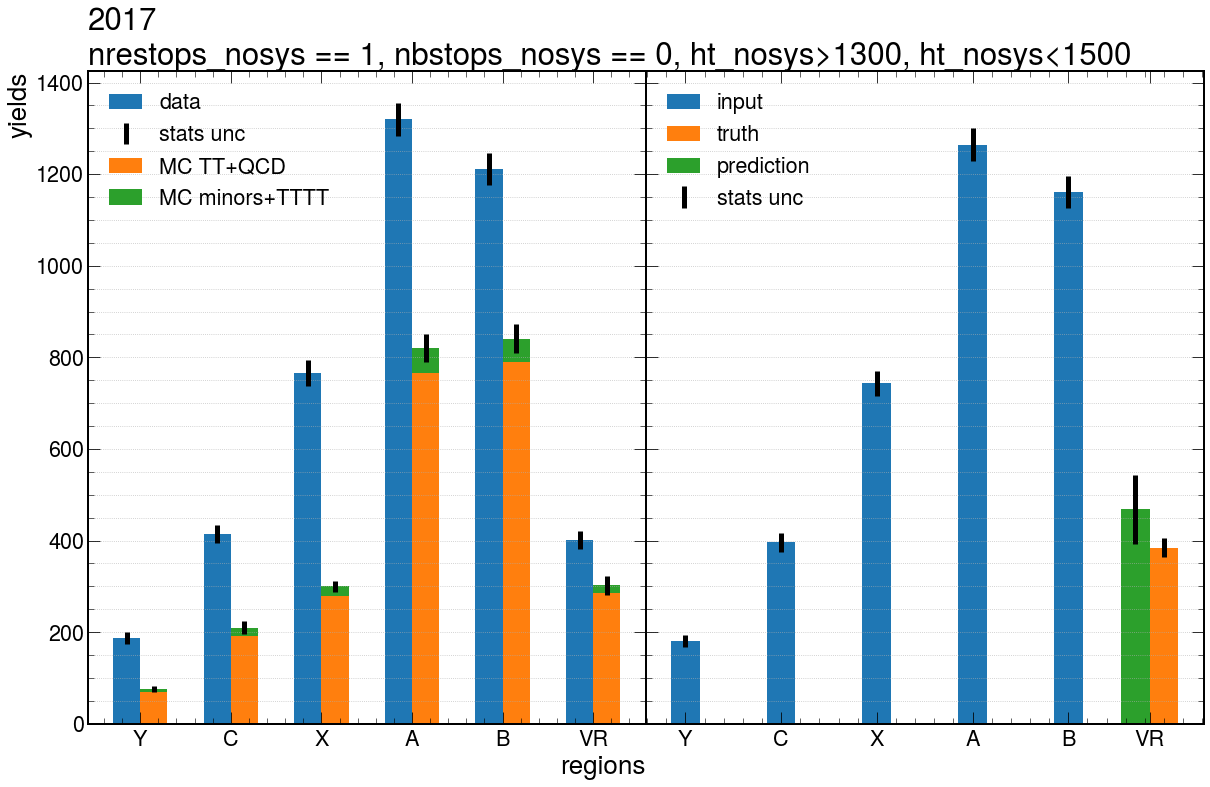 2017
nrestops_nosys == 1, nbstops_nosys == 0, ht_nosys>1300, ht_nosys<1500
yields
1400
1200
1000
800
600
400
200
0
data
stats unc
MC TT+QCD
MC minors+TTTT
input
truth
prediction
stats unc
Y C X A B VR
Y C X A B VR
regions